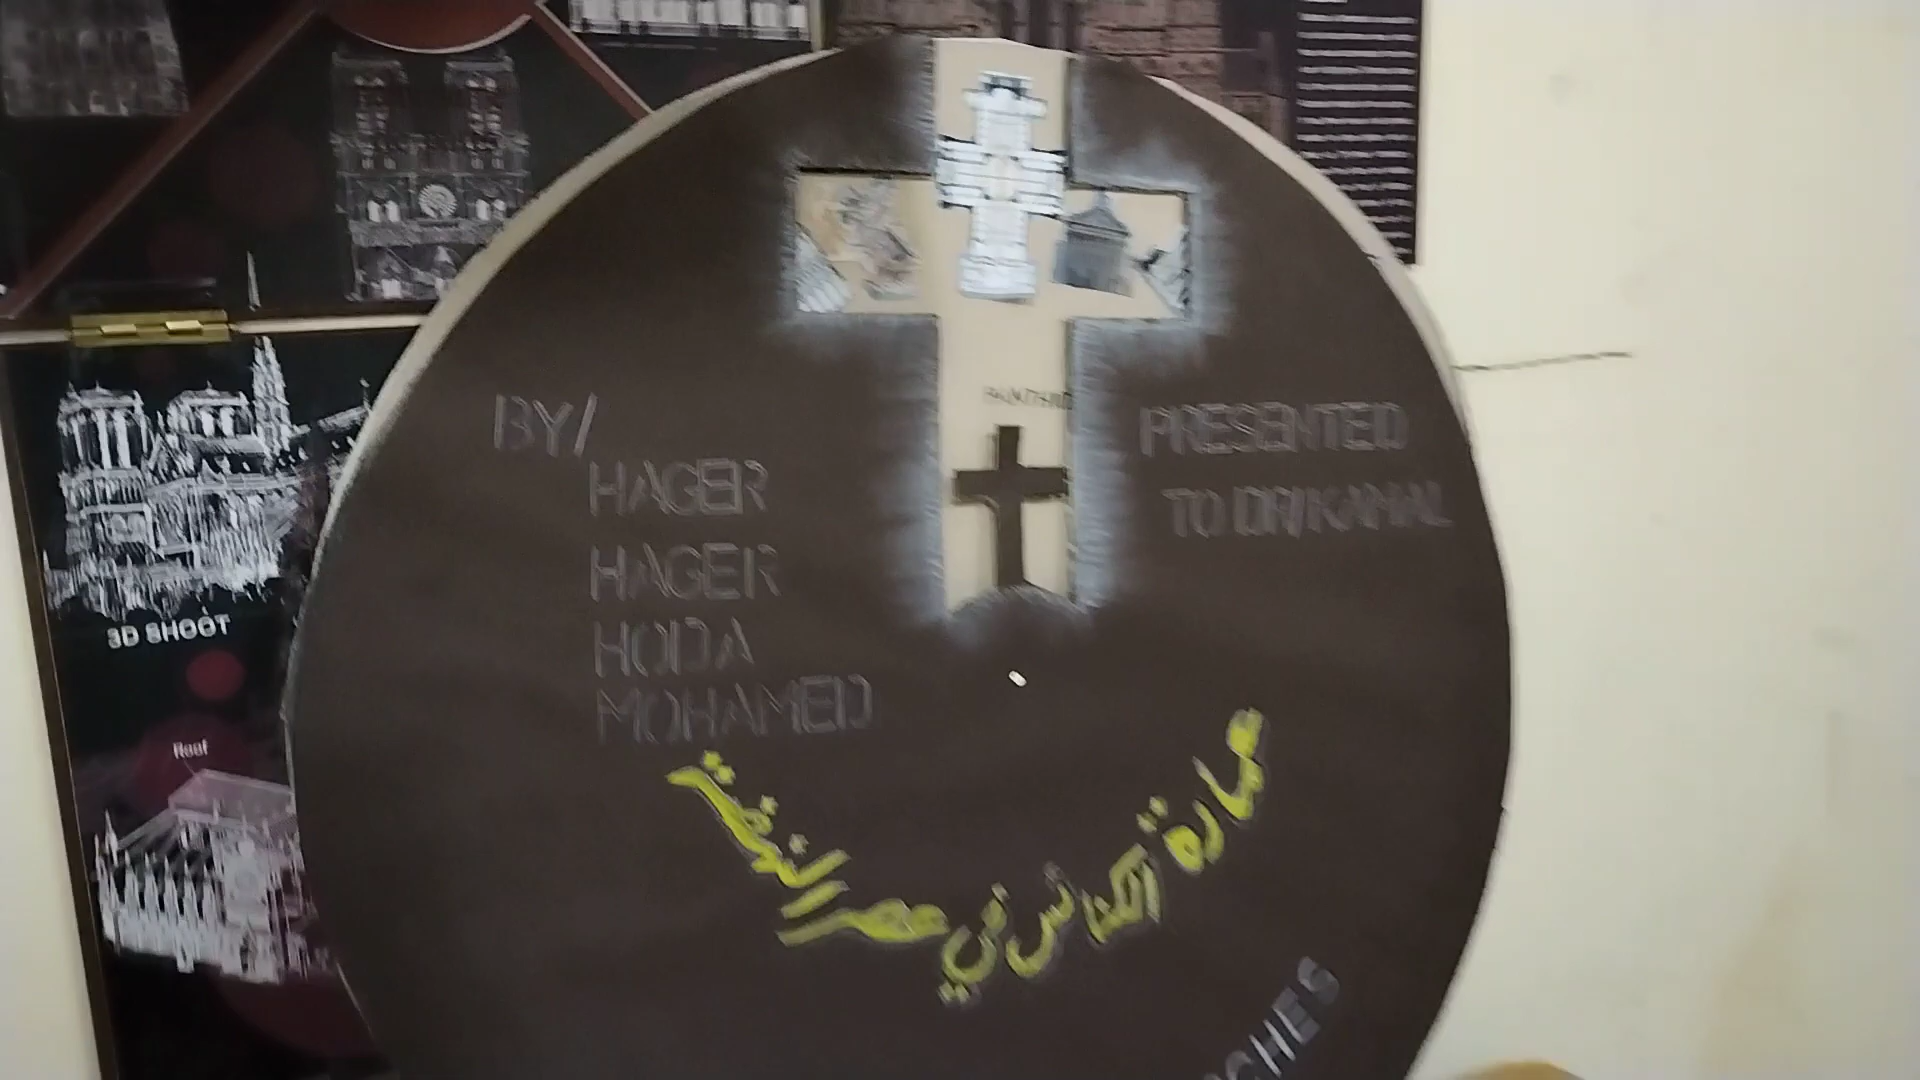 BY/
HAGER
HAGER
HODA
MOHAMED
PRESENTED
TO DR/KAMAL
عمارة الكنائس في عصر النهضة
3D SHOOT
Roof